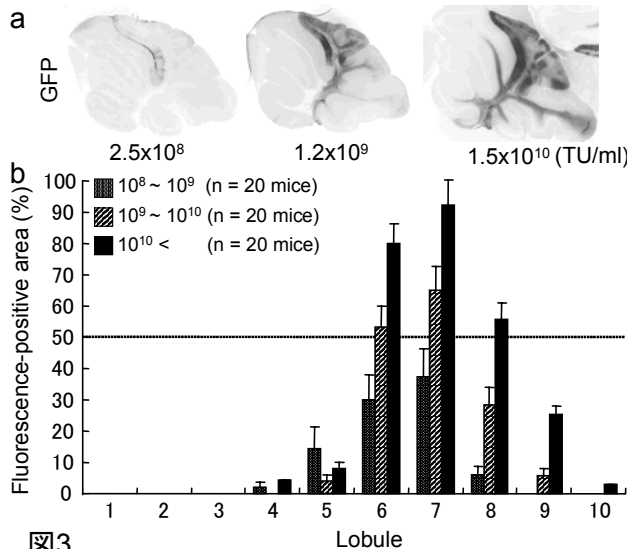 a
GFP
2.5x10⁸ 1.2x10⁹ 1.5x10¹⁰ (TU/ml)
b
Fluorescence-positive area (%)
100
90
80
70
60
50
40
30
20
10
0
10⁸ ~ 10⁹ (n = 20 mice)
10⁹ ~ 10¹⁰ (n = 20 mice)
10¹⁰ < (n = 20 mice)
1 2 3 4 5 6 7 8 9 10
Lobule
図3